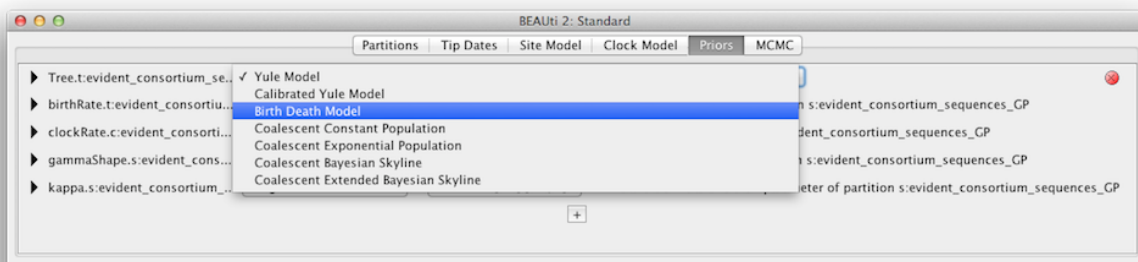 BEAUti 2: Standard
Partitions Tip Dates Site Model Clock Model Priors MCMC
Tree.t:evident_consortium_se... ✓ Yule Model
Calibrated Yule Model
birthRate.t:evident_consortiu... Birth Death Model n s:evident_consortium_sequences_GP
clockRate.c:evident_consorti... Coalescent Constant Population dent_consortium_sequences_GP
Coalescent Exponential Population
gammaShape.s:evident_cons... Coalescent Bayesian Skyline n s:evident_consortium_sequences_GP
kappa.s:evident_consortium_... Coalescent Extended Bayesian Skyline eter of partition s:evident_consortium_sequences_GP
+